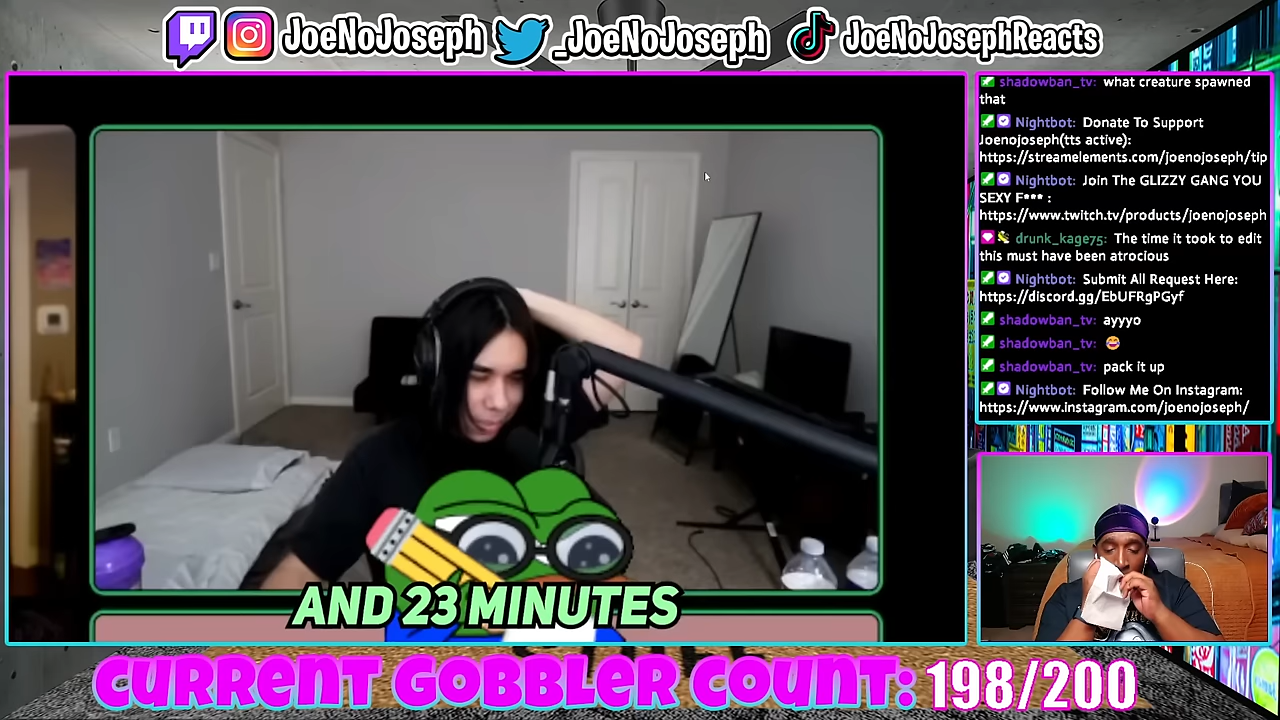 JoeNoJoseph _JoeNoJoseph JoeNoJosephReacts
shadowban_tv: what creature spawned
that
Nightbot: Donate To Support
Joenojoseph(tts active):
https://streamelements.com/joenojoseph/tip
Nightbot: Join The GLIZZY GANG YOU
SEXY F*** :
https://www.twitch.tv/products/joenojoseph
drunk_kage75: The time it took to edit
this must have been atrocious
Nightbot: Submit All Request Here:
https://discord.gg/EbUFRgPGyf
shadowban_tv: ayyyo
shadowban_tv:
shadowban_tv: pack it up
Nightbot: Follow Me On Instagram:
https://www.instagram.com/joenojoseph/
AND 23 MINUTES
CURRENT GOBBLER COUNT: 198/200